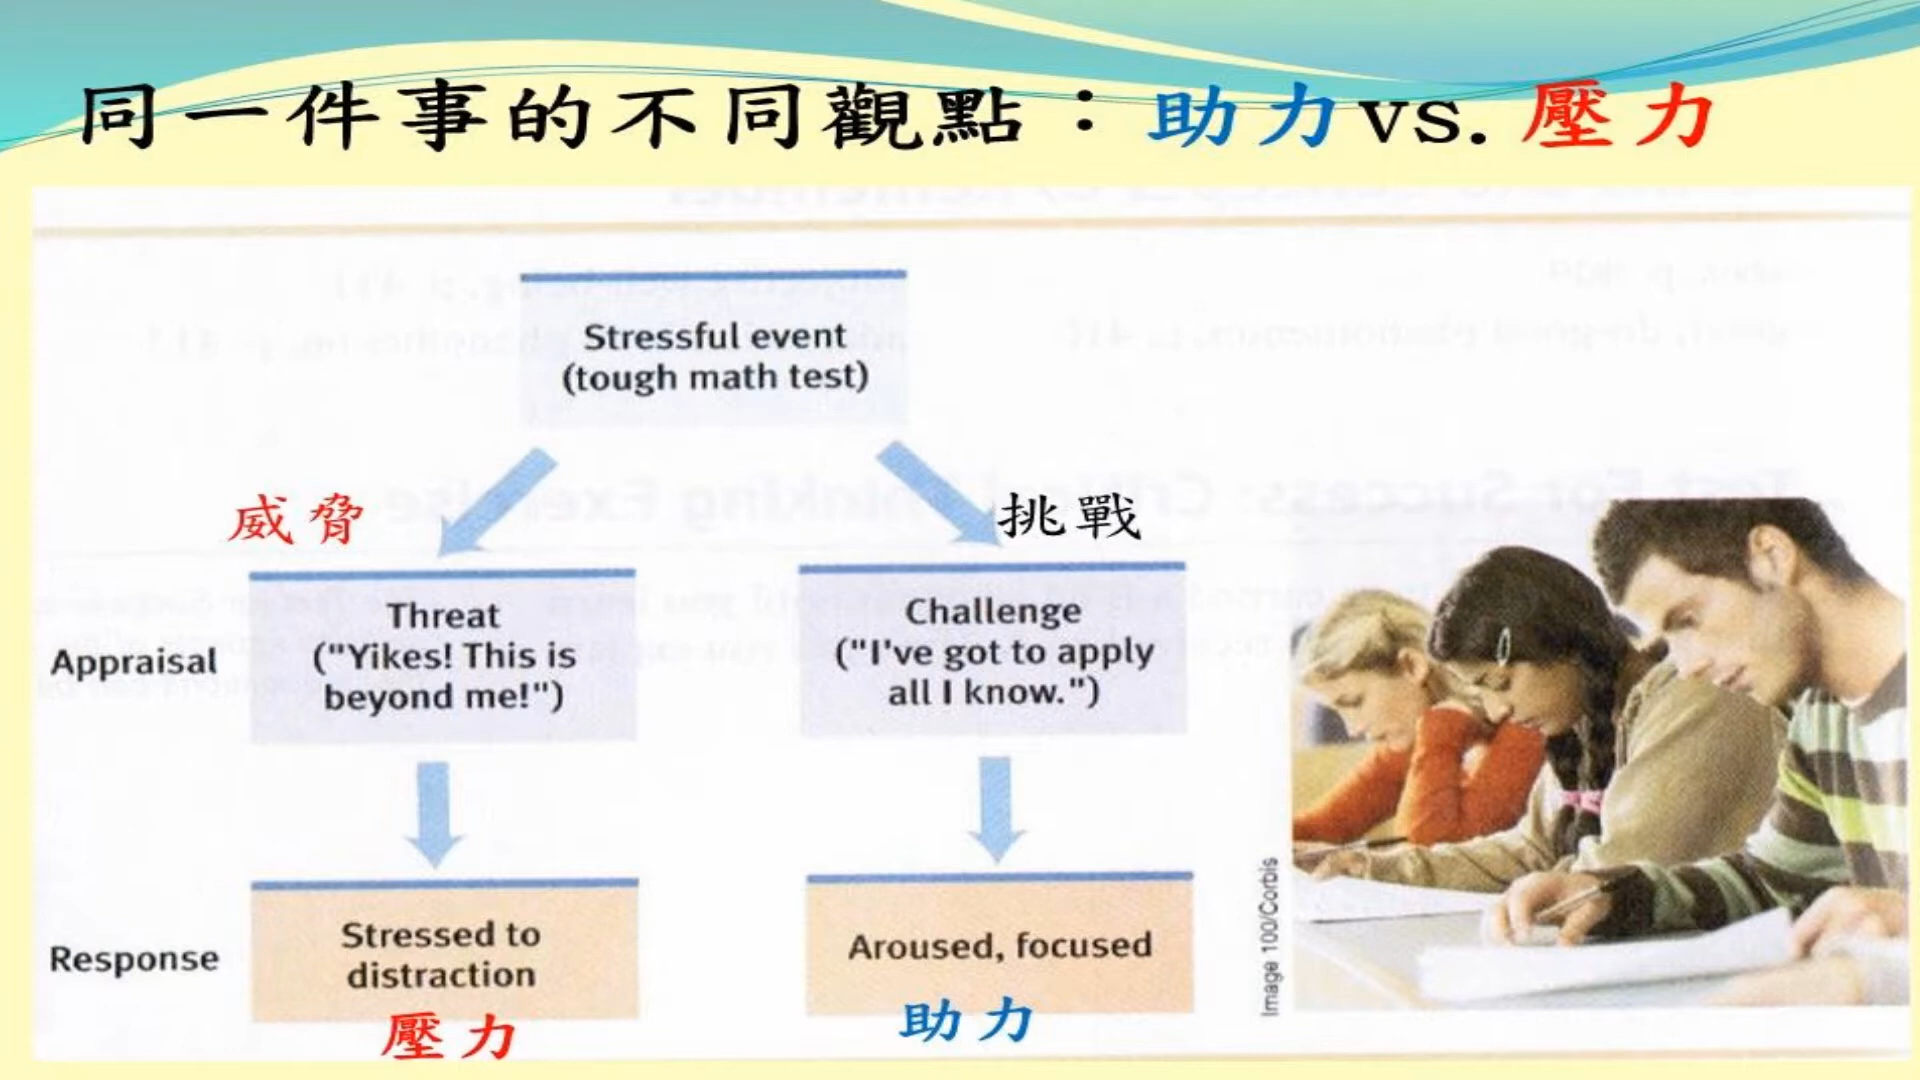 同一件事的不同觀點：助力vs.壓力
Stressful event
(tough math test)
威脅
挑戰
Appraisal
Threat
("Yikes! This is
beyond me!")
Challenge
("I've got to apply
all I know.")
Response
Stressed to
distraction
Aroused, focused
壓力
助力
Image 100/Corbis